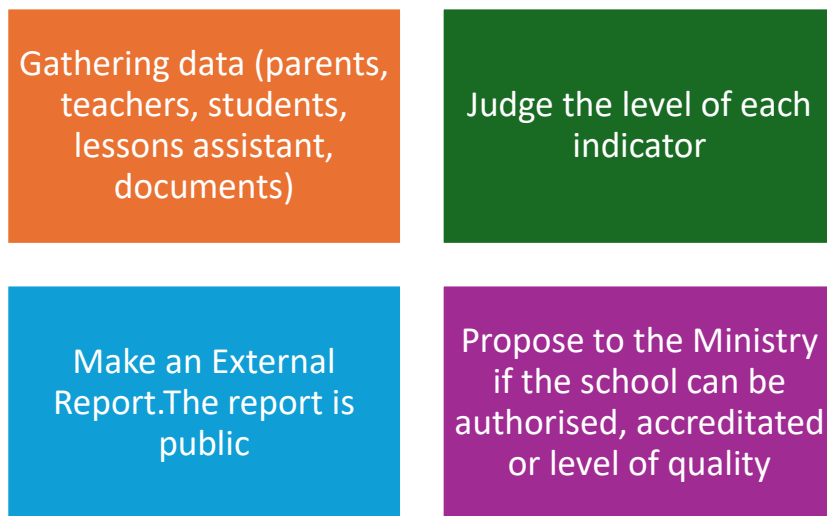 Gathering data (parents,
teachers, students,
lessons assistant,
documents)
Judge the level of each
indicator
Make an External
Report.The report is
public
Propose to the Ministry
if the school can be
authorised, accreditated
or level of quality